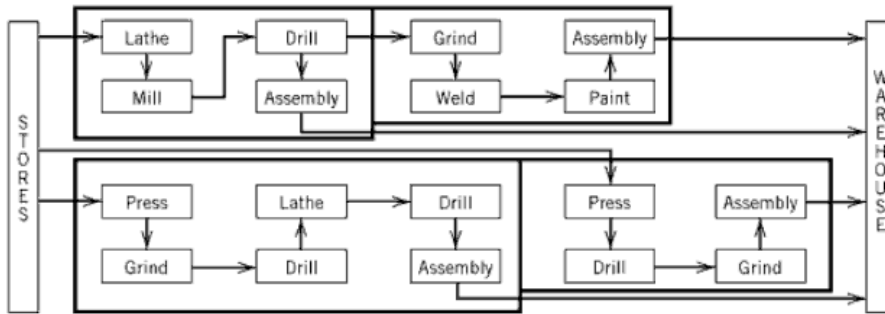 STORES
Lathe
Drill
Grind
Assembly
Mill
Assembly
Weld
Paint
Press
Lathe
Drill
Press
Assembly
Grind
Drill
Assembly
Drill
Grind
WAREHOUSE